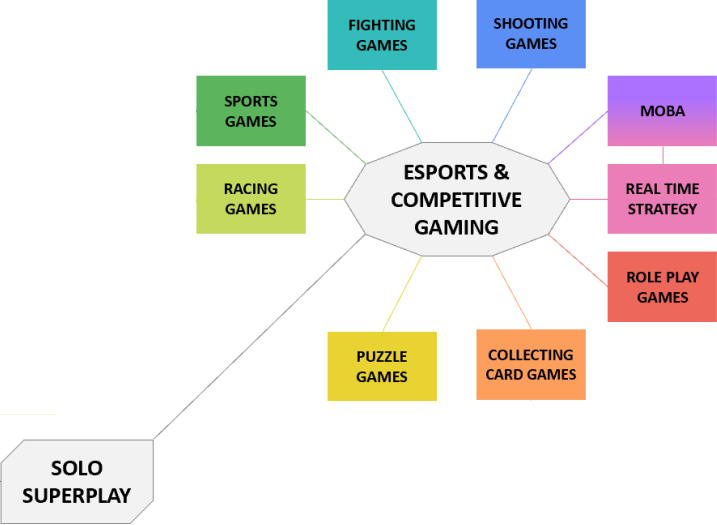 FIGHTING
GAMES
SHOOTING
GAMES
SPORTS
GAMES
MOBA
ESPORTS &
COMPETITIVE
GAMING
RACING
GAMES
REAL TIME
STRATEGY
ROLE PLAY
GAMES
PUZZLE
GAMES
COLLECTING
CARD GAMES
SOLO
SUPERPLAY